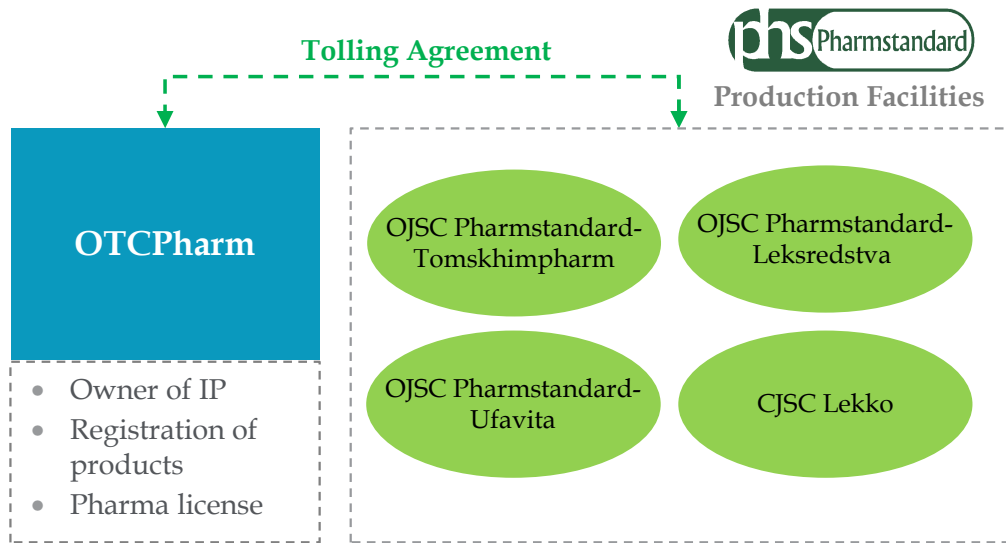 Tolling Agreement
phs Pharmstandard
Production Facilities
OTCPharm
• Owner of IP
• Registration of
products
• Pharma license
OJSC Pharmstandard-
Tomskhimpharm
OJSC Pharmstandard-
Leksredstva
OJSC Pharmstandard-
Ufavita
CJSC Lekko